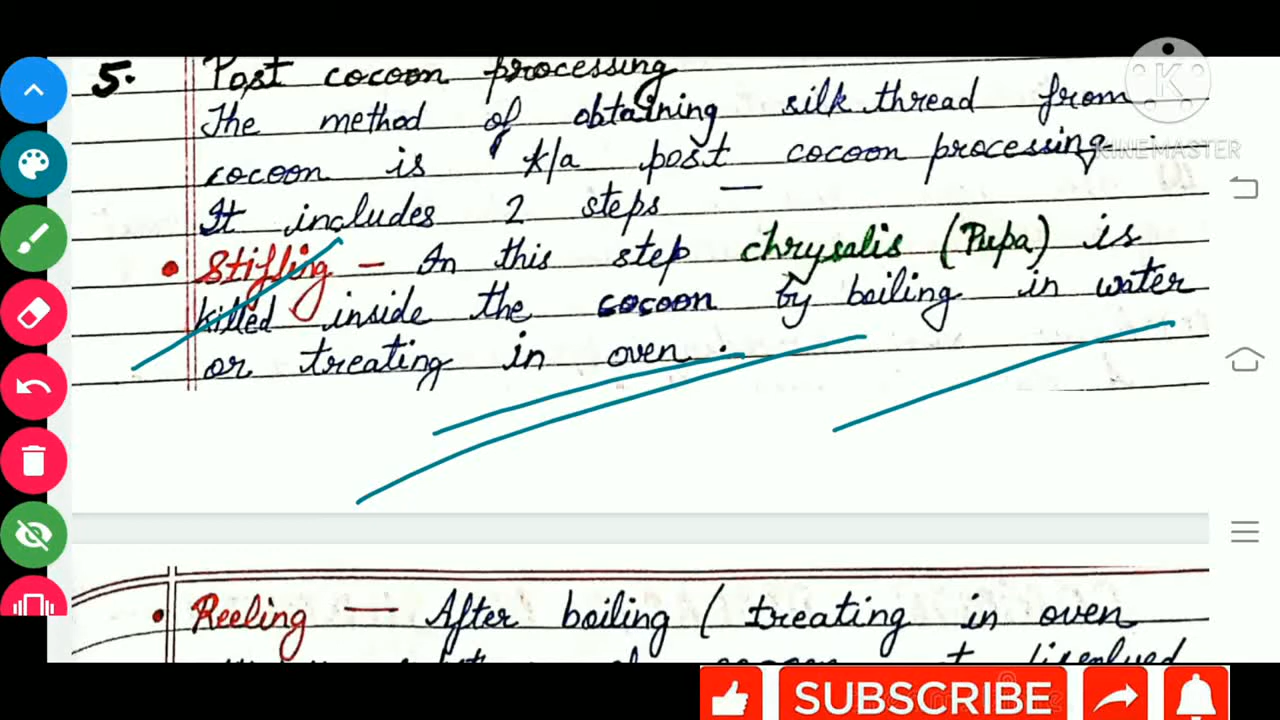 5. Post cocoon processing
The method of obtaining silk thread from
cocoon is k/a post cocoon processing
It includes 2 steps —
• Stifling – In this step chrysalis (Pupa) is
killed inside the cocoon by boiling in water
or treating in oven.
• Reeling — After boiling ( treating in oven
cocoon
K
KINEMASTER
SUBSCRIBE